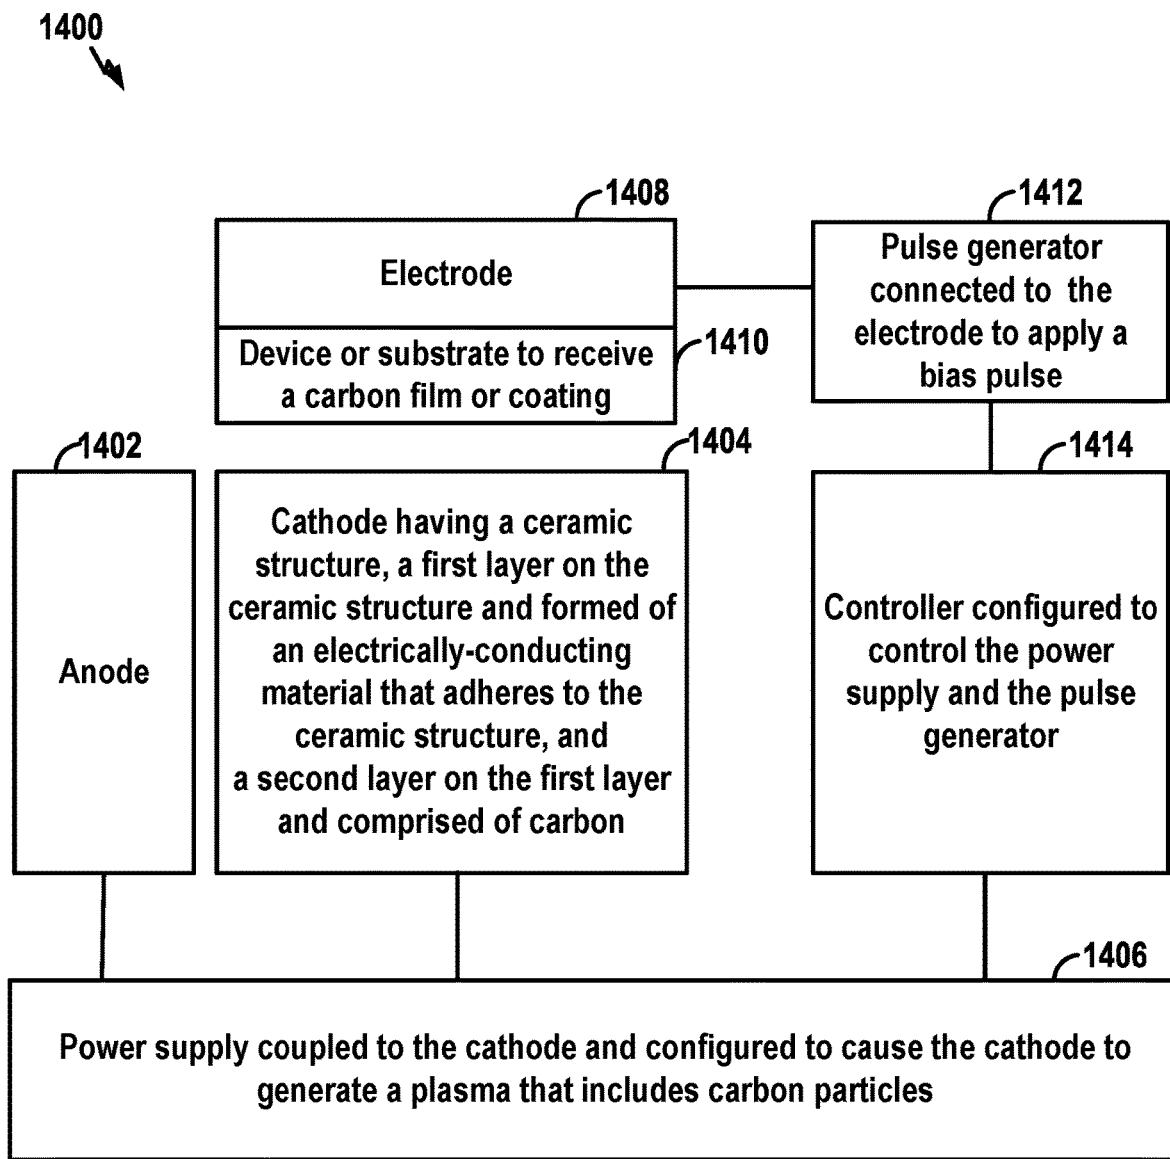 1400
1408
Electrode
1410
Device or substrate to receive
a carbon film or coating
1412
Pulse generator
connected to the
electrode to apply a
bias pulse
1402
Anode
1404
Cathode having a ceramic
structure, a first layer on the
ceramic structure and formed of
an electrically-conducting
material that adheres to the
ceramic structure, and
a second layer on the first layer
and comprised of carbon
1414
Controller configured to
control the power
supply and the pulse
generator
1406
Power supply coupled to the cathode and configured to cause the cathode to
generate a plasma that includes carbon particles